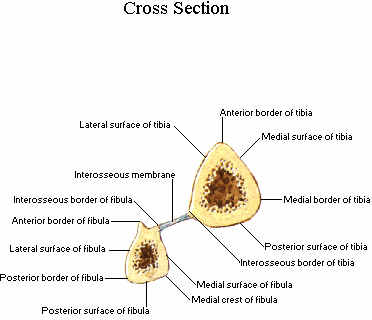 Cross Section
Anterior border of tibia
Lateral surface of tibia
Medial surface of tibia
Interosseous membrane
Interosseous border of fibula
Medial border of tibia
Anterior border of fibula
Lateral surface of fibula
Posterior surface of tibia
Interosseous border of tibia
Posterior border of fibula
Medial surface of fibula
Medial crest of fibula
Posterior surface of fibula